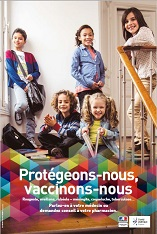 Protégeons-nous,
vaccinons-nous
Rougeole, oreillons, rubéole – méningite, coqueluche, tuberculose...
Parlez-en à votre médecin ou
demandez conseil à votre pharmacien.